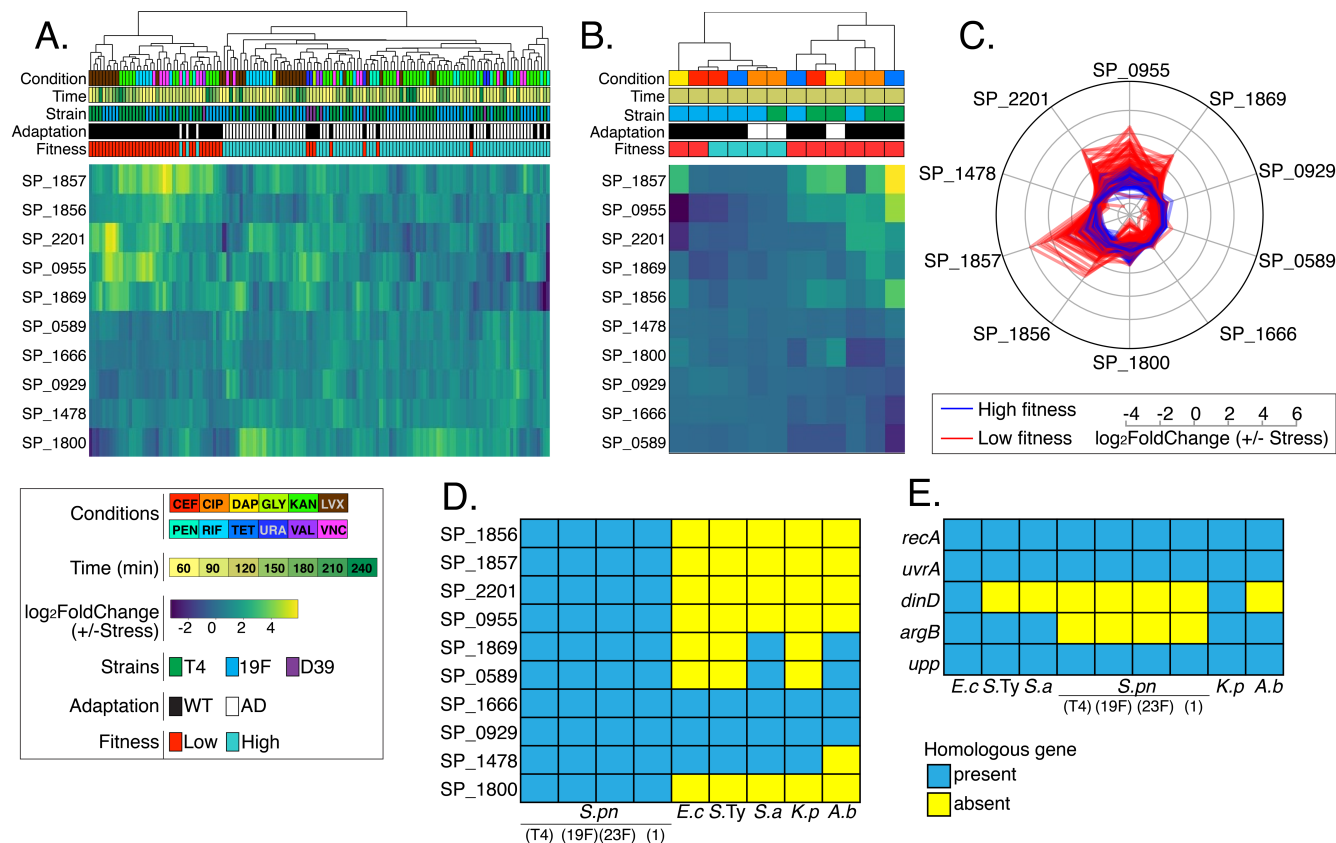 A.
Condition
Time
Strain
Adaptation
Fitness
SP_1857
SP_1856
SP_2201
SP_0955
SP_1869
SP_0589
SP_1666
SP_0929
SP_1478
SP_1800
B.
Condition
Time
Strain
Adaptation
Fitness
SP_1857
SP_0955
SP_2201
SP_1869
SP_1856
SP_1478
SP_1800
SP_0929
SP_1666
SP_0589
C.
SP_0955
SP_2201 SP_1869
SP_1478 SP_0929
SP_1857 SP_0589
SP_1856 SP_1666
SP_1800
High fitness
Low fitness
-4 -2 0 2 4 6
log2FoldChange (+/- Stress)
Conditions
CEF CIP DAP GLY KAN LVX
PEN RIF TET URA VAL VNC
Time (min) 60 90 120 150 180 210 240
log2FoldChange
(+/-Stress)
-2 0 2 4
Strains T4 19F D39
Adaptation WT AD
Fitness Low High
D.
SP_1856
SP_1857
SP_2201
SP_0955
SP_1869
SP_0589
SP_1666
SP_0929
SP_1478
SP_1800
S.pn E.c S.Ty S.a K.p A.b
(T4) (19F) (23F) (1)
E.
recA
uvrA
dinD
argB
upp
E.c S.Ty S.a S.pn K.p A.b
(T4) (19F) (23F) (1)
Homologous gene
present
absent